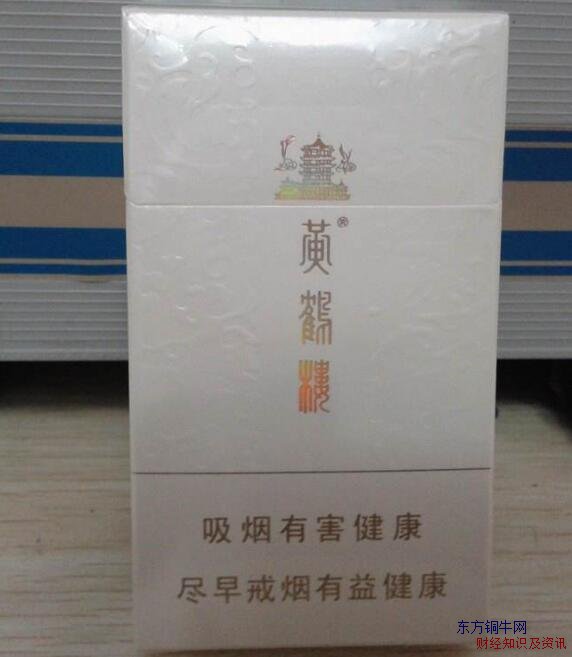 黄鹤楼®
吸烟有害健康
尽早戒烟有益健康
东方铜牛网
财经知识及资讯